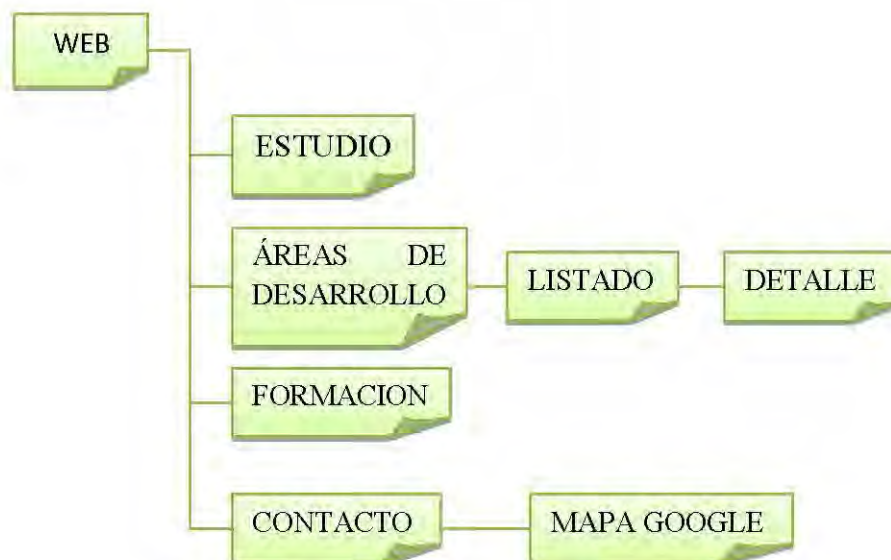 WEB
ESTUDIO
ÁREAS DE
DESARROLLO
LISTADO
DETALLE
FORMACION
CONTACTO
MAPA GOOGLE